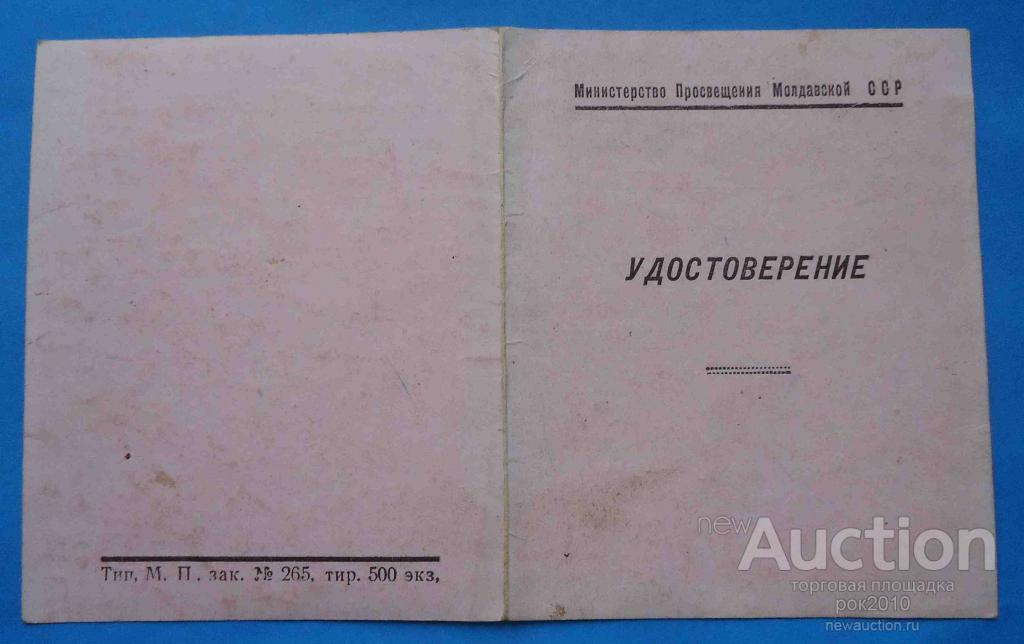 Министерство Просвещения Молдавской ССР
УДОСТОВЕРЕНИЕ
Тип, М. П. зак. № 265, тир. 500 экз,
newAuction
торговая площадка
рок2010
newauction.ru